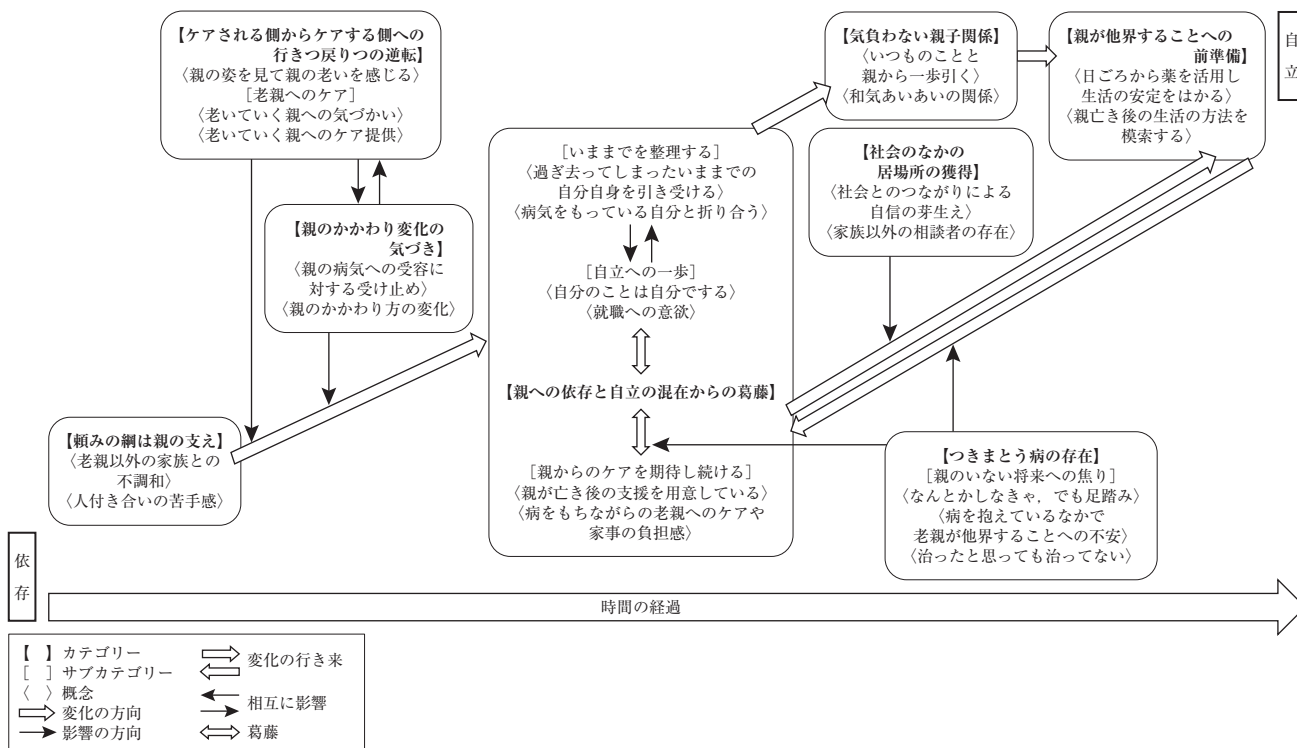 【ケアされる側からケアする側への
行きつ戻りつの逆転】
〈親の姿を見て親の老いを感じる〉
[老親へのケア]
〈老いていく親への気づかい〉
〈老いていく親へのケア提供〉
【親のかかわり変化の
気づき】
〈親の病気への受容に
対する受け止め〉
〈親のかかわり方の変化〉
【頼みの綱は親の支え】
〈老親以外の家族との
不調和〉
〈人付き合いの苦手感〉
[いままでを整理する]
〈過ぎ去ってしまったいままでの
自分自身を引き受ける〉
〈病気をもっている自分と折り合う〉
[自立への一歩]
〈自分のことは自分でする〉
〈就職への意欲〉
【親への依存と自立の混在からの葛藤】
[親からのケアを期待し続ける]
〈親が亡き後の支援を用意している〉
〈病をもちながらの老親へのケアや
家事の負担感〉
【気負わない親子関係】
〈いつものことと
親から一歩引く〉
〈和気あいあいの関係〉
【親が他界することへの
前準備】
〈日ごろから薬を活用し
生活の安定をはかる〉
〈親亡き後の生活の方法を
模索する〉
自立
【社会のなかの
居場所の獲得】
〈社会とのつながりによる
自信の芽生え〉
〈家族以外の相談者の存在〉
【つきまとう病の存在】
[親のいない将来への焦り]
〈なんとかしなきゃ,でも足踏み〉
〈病を抱えているなかで
老親が他界することへの不安〉
〈治ったと思っても治ってない〉
依存
時間の経過
【 】カテゴリー
[ ]サブカテゴリー
〈 〉概念
変化の方向
影響の方向
変化の行き来
相互に影響
葛藤